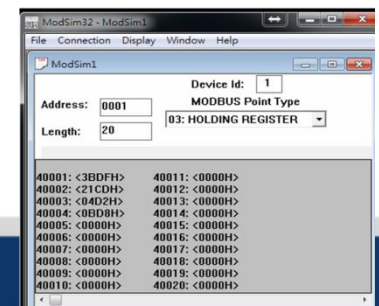 ModSim32 - ModSim1
File Connection Display Window Help
ModSim1
Device Id: 1
Address: 0001 MODBUS Point Type
Length: 20 03: HOLDING REGISTER
40001: <3BDFH> 40011: <0000H>
40002: <21CDH> 40012: <0000H>
40003: <04D2H> 40013: <0000H>
40004: <0BD8H> 40014: <0000H>
40005: <0000H> 40015: <0000H>
40006: <0000H> 40016: <0000H>
40007: <0000H> 40017: <0000H>
40008: <0000H> 40018: <0000H>
40009: <0000H> 40019: <0000H>
40010: <0000H> 40020: <0000H>